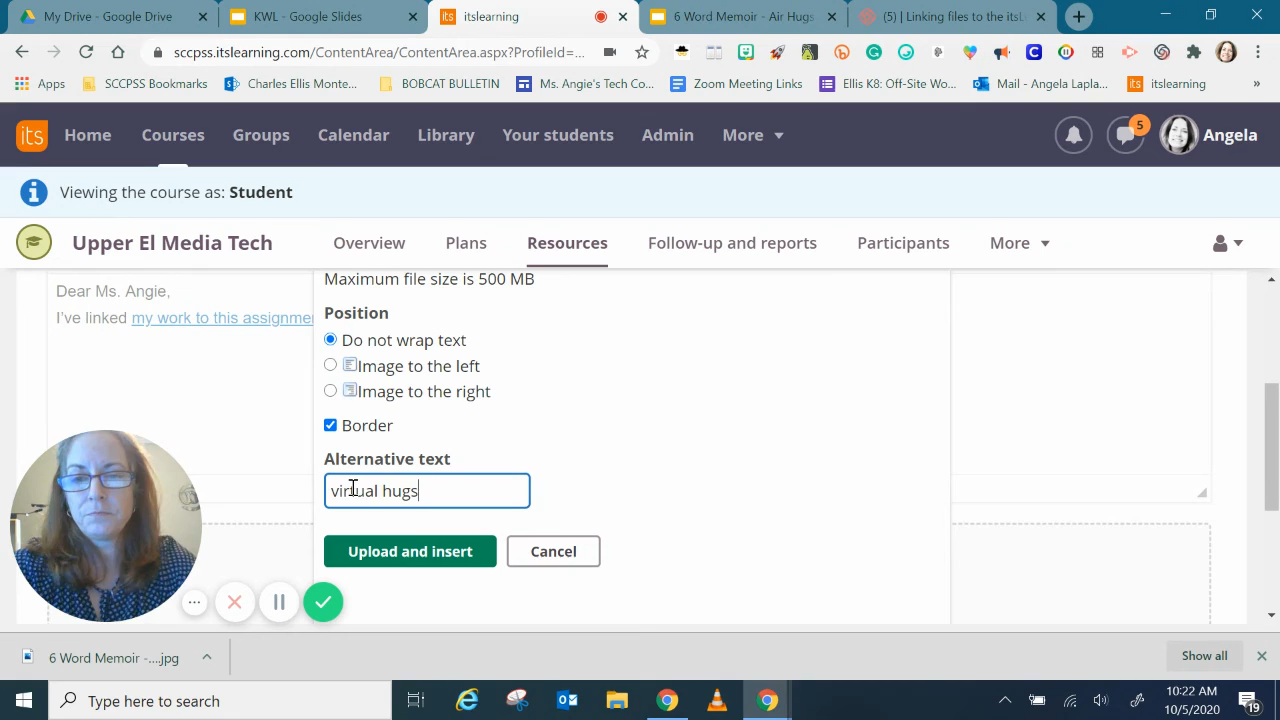 My Drive - Google Drive
KWL - Google Slides
itslearning
6 Word Memoir - Air Hugs
(5) | Linking files to the itsl
sccpss.itslearning.com/ContentArea/ContentArea.aspx?ProfileId=...
Apps
SCCPSS Bookmarks
Charles Ellis Monte...
BOBCAT BULLETIN
Ms. Angie's Tech Co...
Zoom Meeting Links
Ellis K8: Off-Site Wo...
Mail - Angela Lapla...
itslearning
»
its
Home
Courses
Groups
Calendar
Library
Your students
Admin
More
5
Angela
Viewing the course as: Student
Upper El Media Tech
Overview
Plans
Resources
Follow-up and reports
Participants
More
Maximum file size is 500 MB
Dear Ms. Angie,
I've linked my work to this assignme
Position
Do not wrap text
Image to the left
Image to the right
Border
Alternative text
virtual hugs
Upload and insert
Cancel
6 Word Memoir -....jpg
Show all
Type here to search
10:22 AM
10/5/2020
19